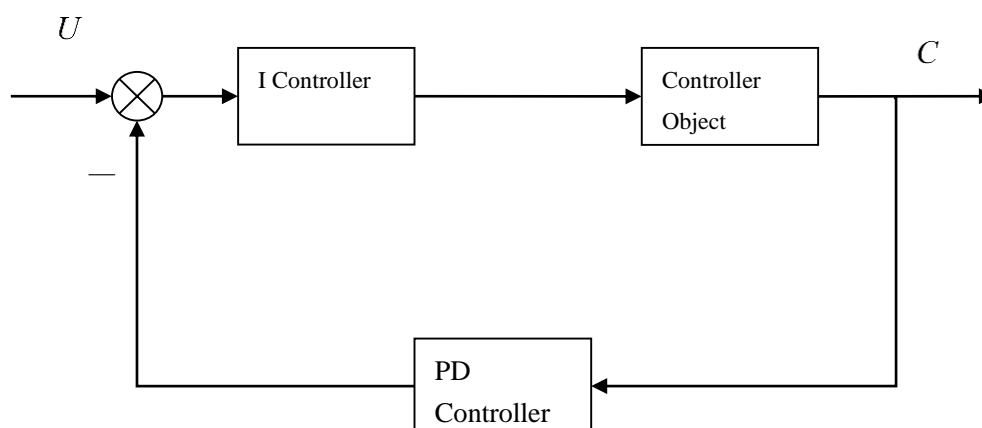 U
I Controller
Controller
Object
C
—
PD
Controller